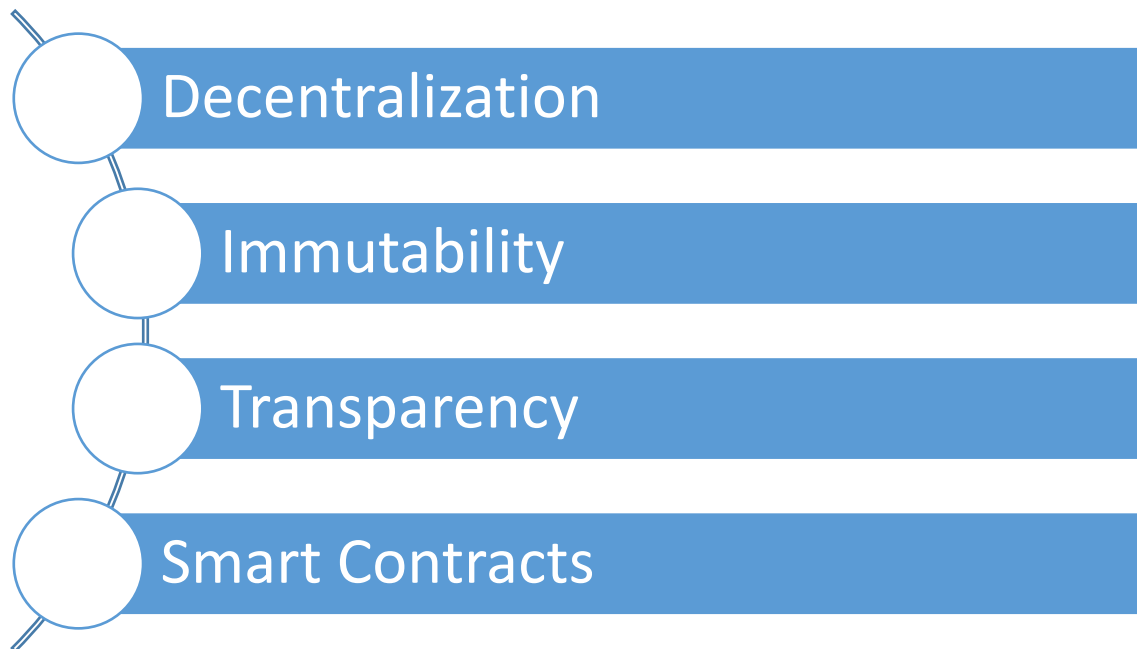 Decentralization
Immutability
Transparency
Smart Contracts